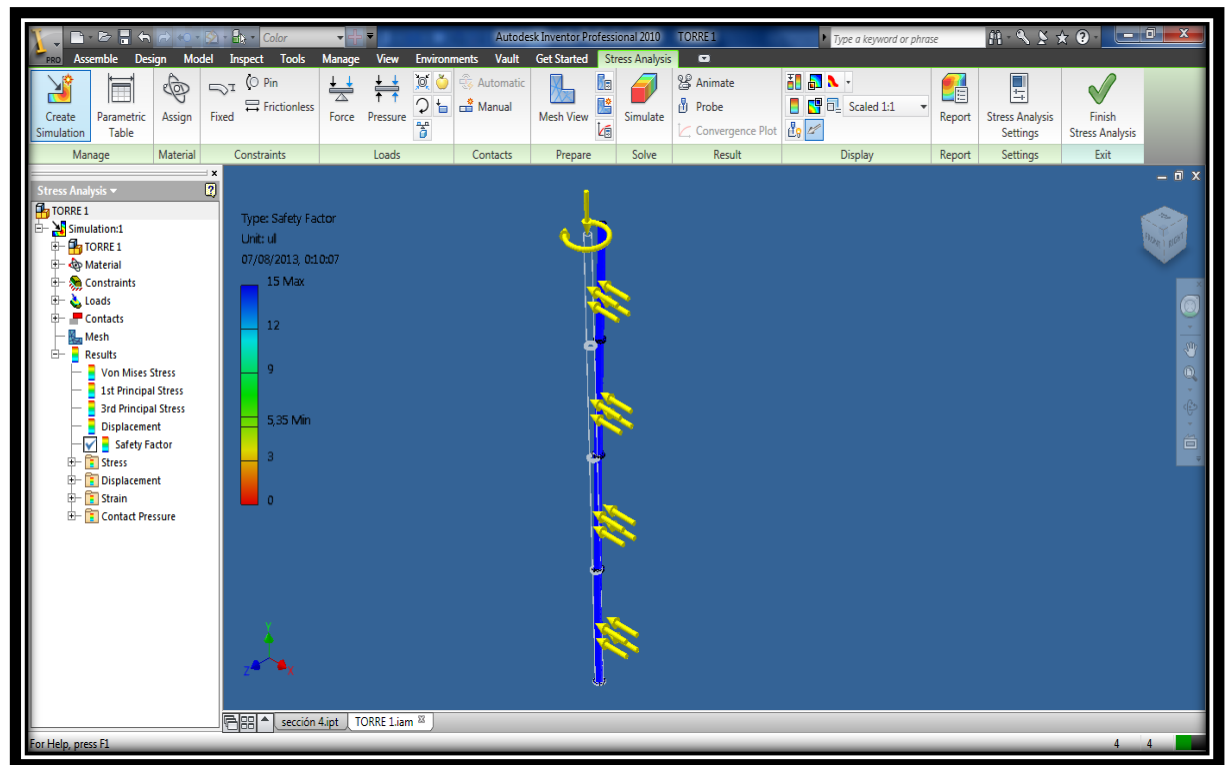 Color
Autodesk Inventor Professional 2010 TORRE 1
Type a keyword or phrase
PRO Assemble Design Model Inspect Tools Manage View Environments Vault Get Started Stress Analysis
Create Simulation
Parametric Table
Assign
Fixed
Pin
Frictionless
Force
Pressure
Automatic
Manual
Mesh View
Simulate
Animate
Probe
Convergence Plot
Scaled 1:1
Report
Stress Analysis Settings
Finish Stress Analysis
Manage Material Constraints Loads Contacts Prepare Solve Result Display Report Settings Exit
Stress Analysis
TORRE 1
Simulation:1
TORRE 1
Material
Constraints
Loads
Contacts
Mesh
Results
Von Mises Stress
1st Principal Stress
3rd Principal Stress
Displacement
Safety Factor
Stress
Displacement
Strain
Contact Pressure
Type: Safety Factor
Unit: ul
07/08/2013, 0:10:07
15 Max
12
9
5,35 Min
3
0
Y
Z
X
sección 4.ipt TORRE 1.iam
For Help, press F1
4 4